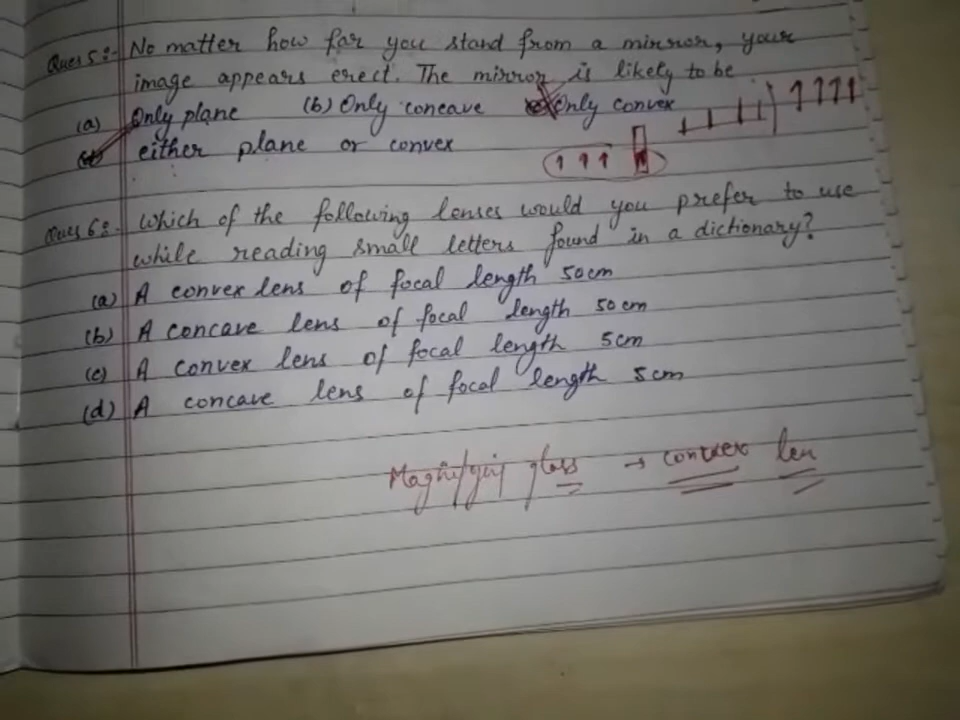 Ques 5:- No matter how far you stand from a mirror, your
image appears erect. The mirror is likely to be
(a) Only plane (b) Only concave (c) Only convex
(d) either plane or convex
Ques 6:- Which of the following lenses would you prefer to use
while reading small letters found in a dictionary?
(a) A convex lens of focal length 50cm
(b) A concave lens of focal length 50 cm
(c) A convex lens of focal length 5cm
(d) A concave lens of focal length 5cm
Magnifying glass → convex len